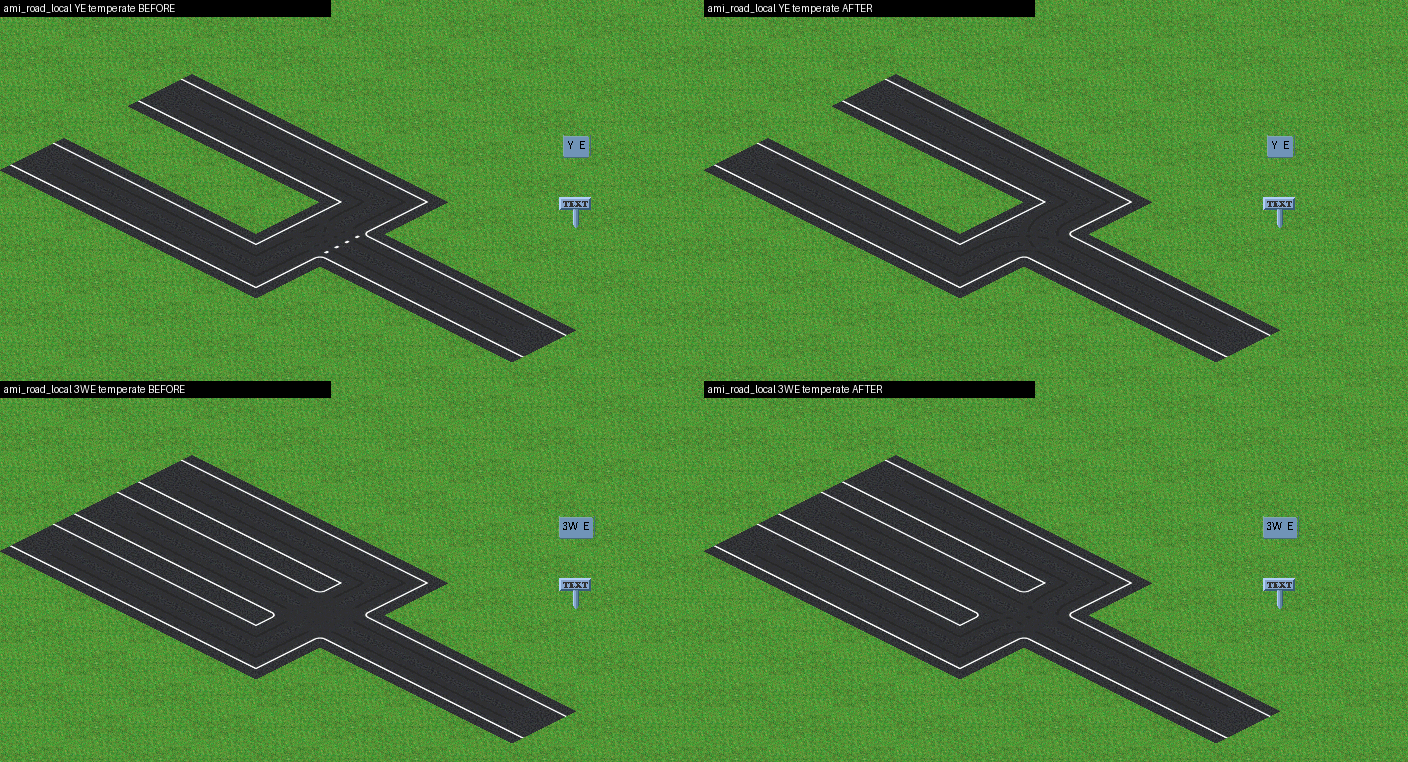 ami_road_local YE temperate BEFORE
ami_road_local YE temperate AFTER
Y E
Y E
TEXT
TEXT
ami_road_local 3WE temperate BEFORE
ami_road_local 3WE temperate AFTER
3W E
3W E
TEXT
TEXT